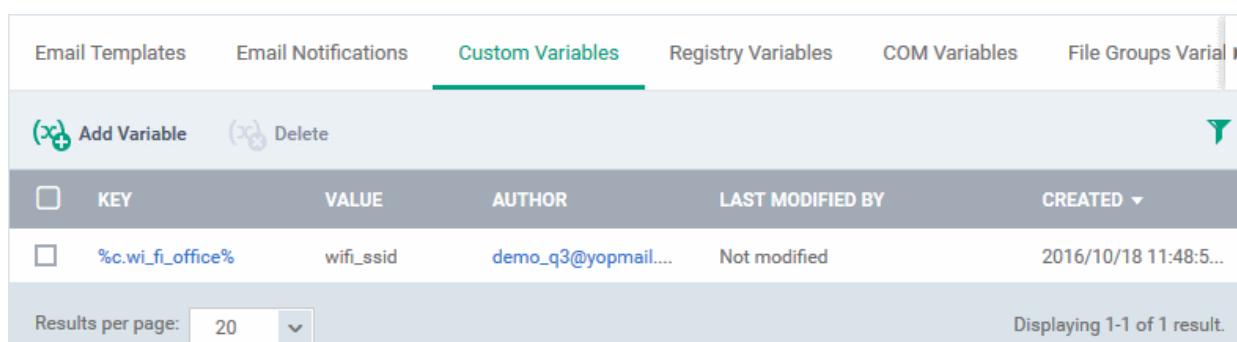 Email Templates Email Notifications Custom Variables Registry Variables COM Variables File Groups Varial
Add Variable Delete
KEY VALUE AUTHOR LAST MODIFIED BY CREATED
%c.wi_fi_office% wifi_ssid demo_q3@yopmail.... Not modified 2016/10/18 11:48:5...
Results per page: 20 Displaying 1-1 of 1 result.